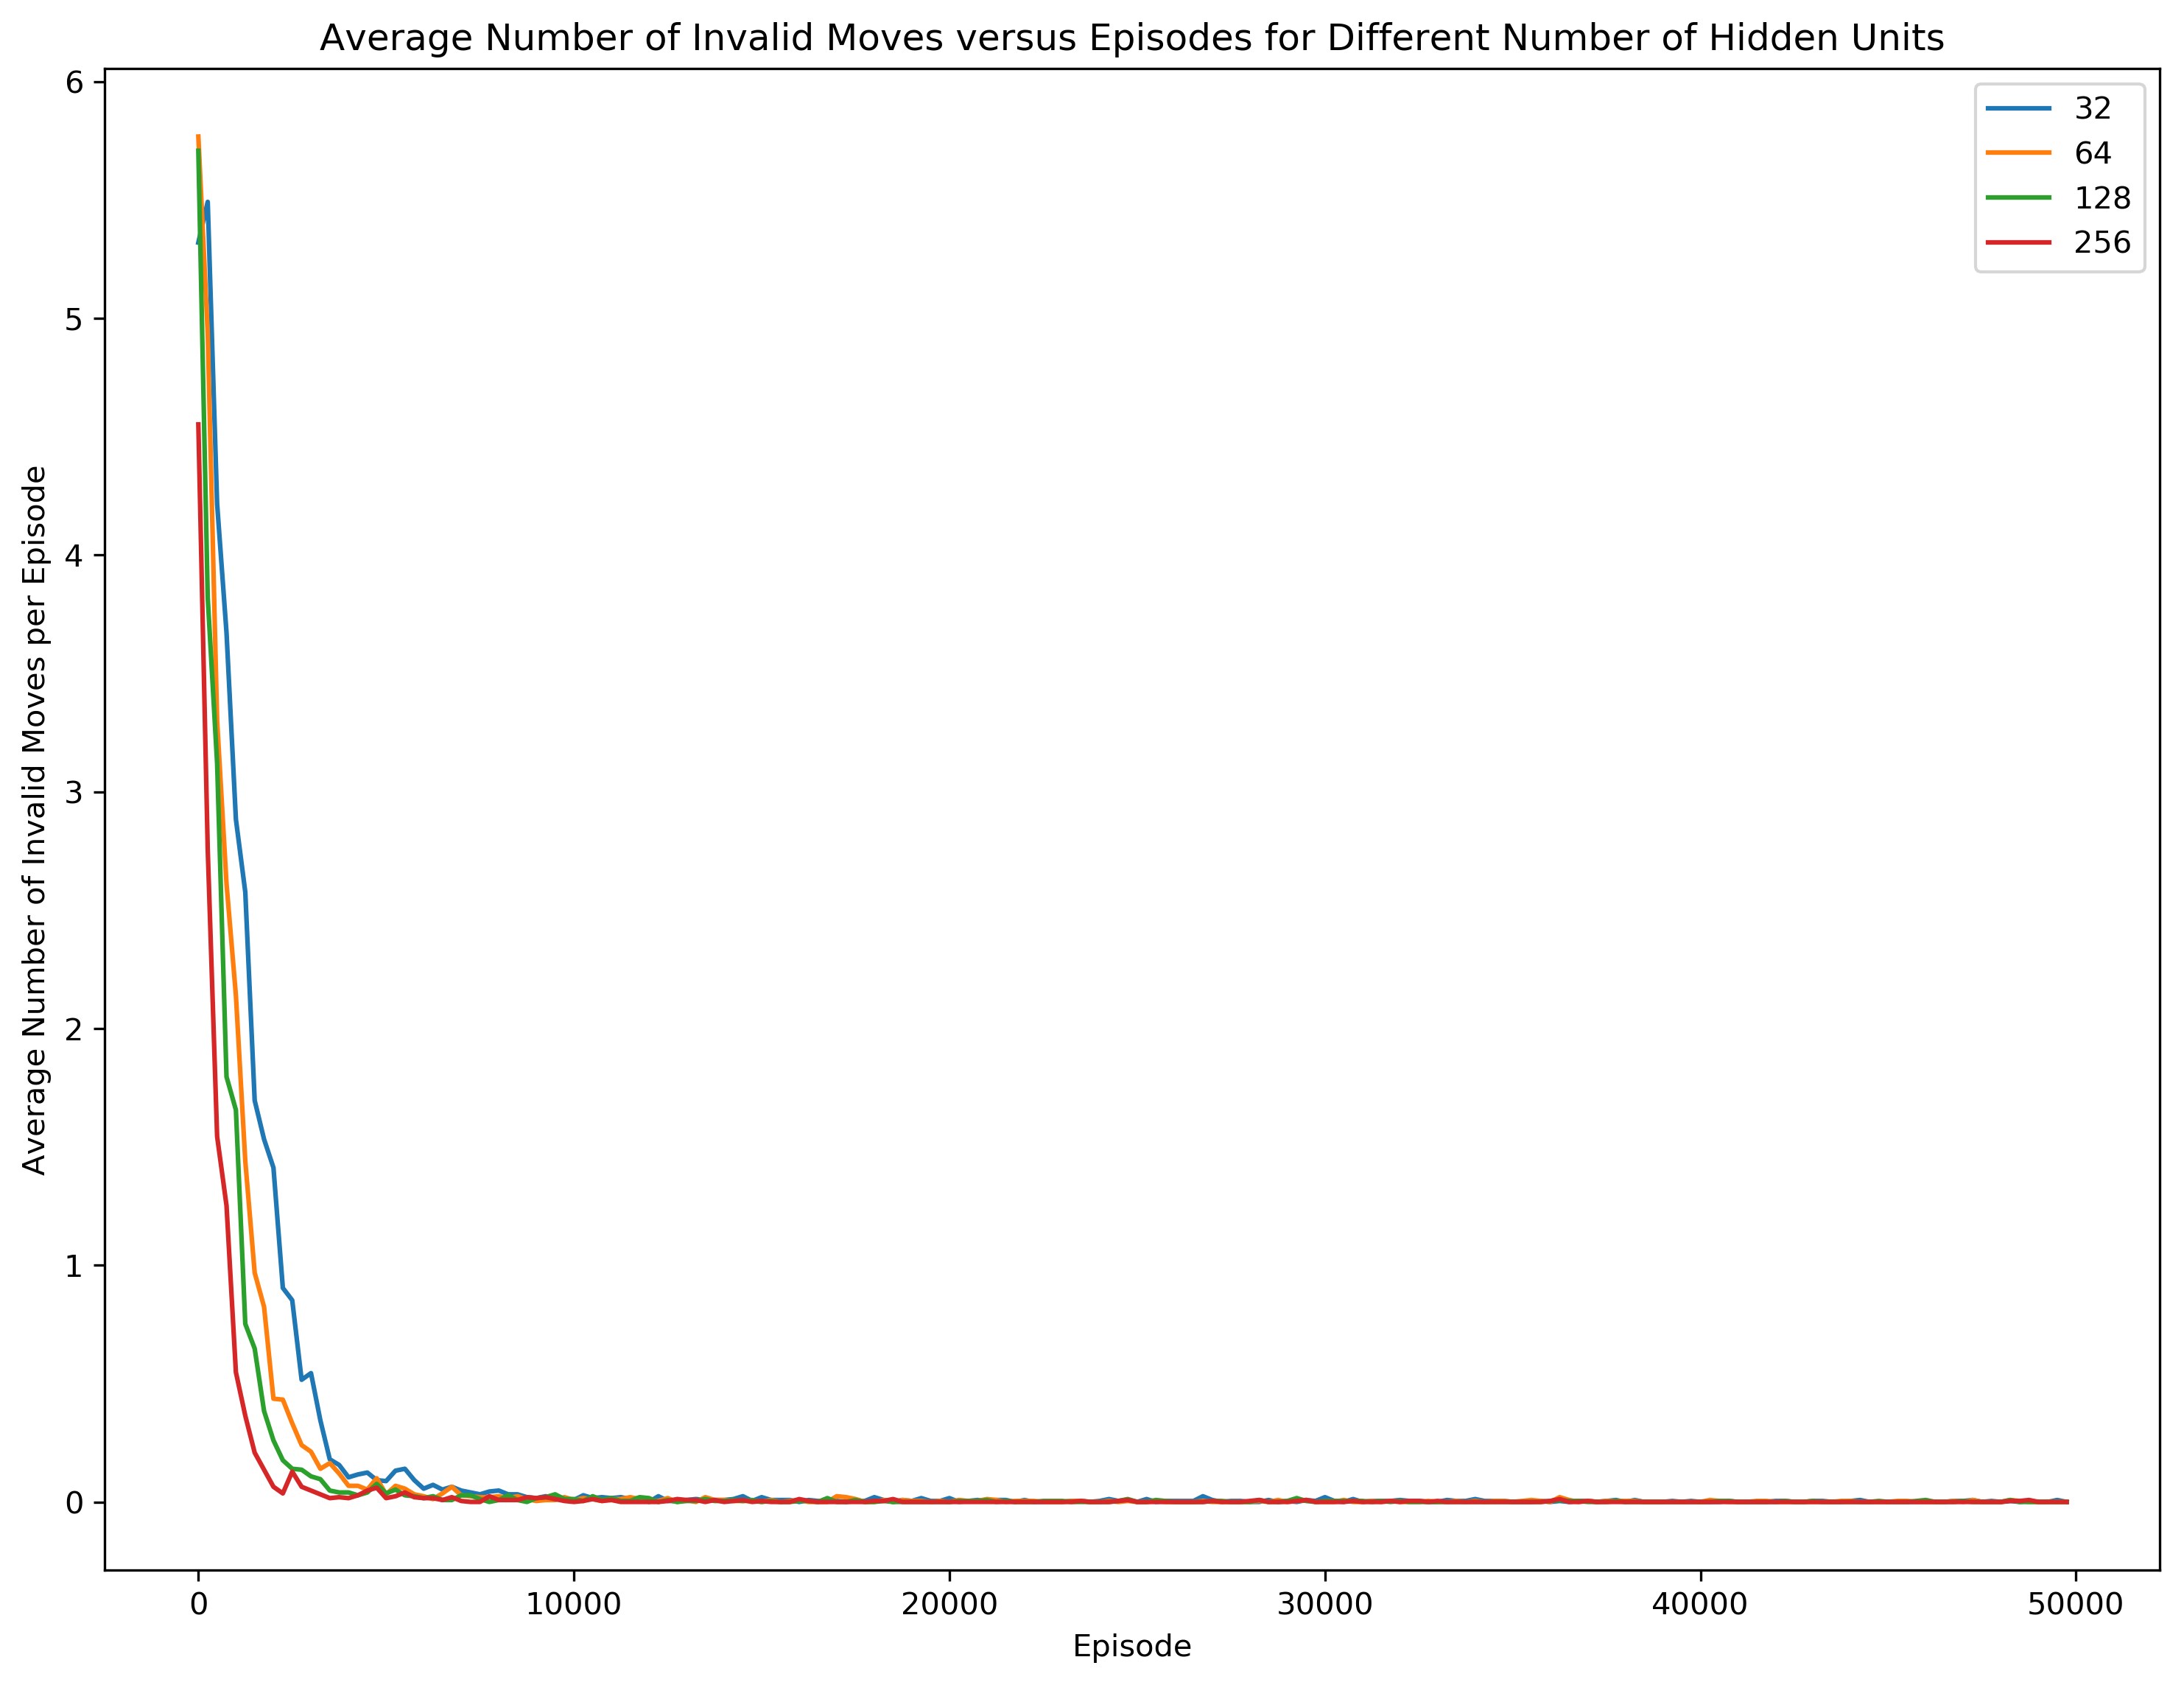 Average Number of Invalid Moves versus Episodes for Different Number of Hidden Units
6
5
4
3
2
1
0
Average Number of Invalid Moves per Episode
32
64
128
256
0 10000 20000 30000 40000 50000
Episode